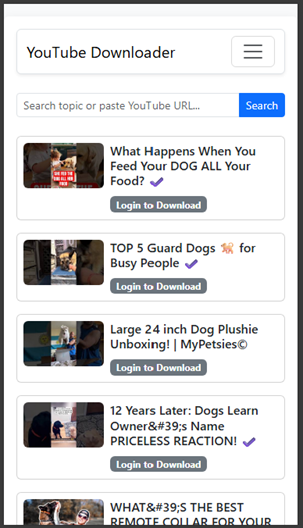 YouTube Downloader
Search topic or paste YouTube URL...
Search
What Happens When You
Feed Your DOG ALL Your
Food? ✔
Login to Download
TOP 5 Guard Dogs 🐕 for
Busy People ✔
Login to Download
Large 24 inch Dog Plushie
Unboxing! | MyPetsies©
Login to Download
12 Years Later: Dogs Learn
Owner&#39;s Name
PRICELESS REACTION! ✔
Login to Download
WHAT&#39;S THE BEST
REMOTE COLLAR FOR YOUR